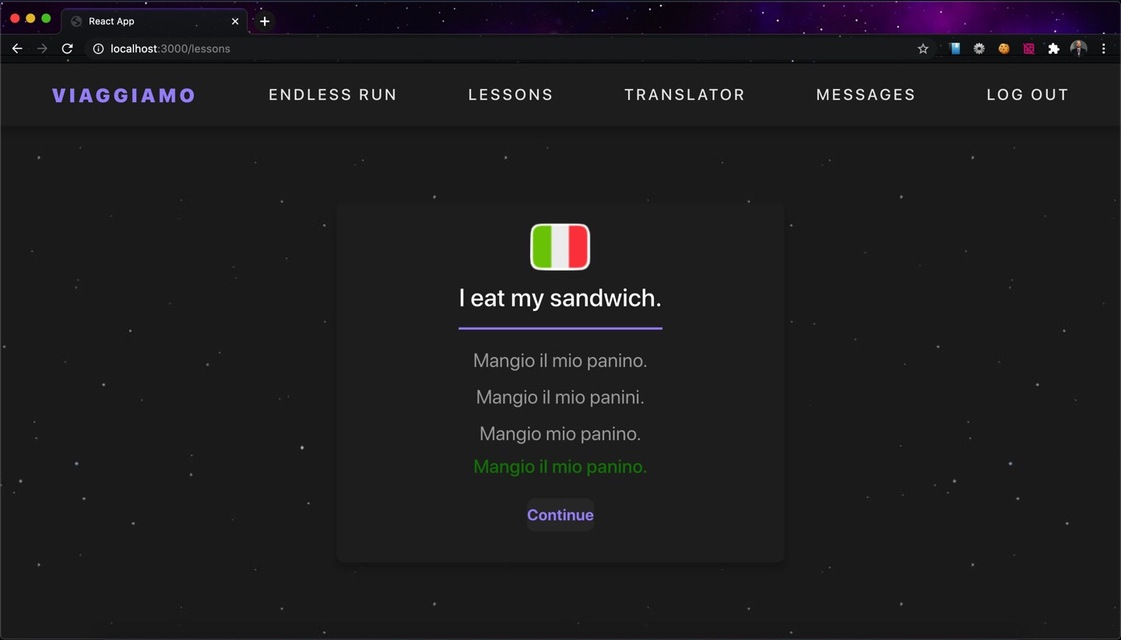 React App
localhost:3000/lessons
VIAGGIAMO
ENDLESS RUN
LESSONS
TRANSLATOR
MESSAGES
LOG OUT
I eat my sandwich.
Mangio il mio panino.
Mangio il mio panini.
Mangio mio panino.
Mangio il mio panino.
Continue